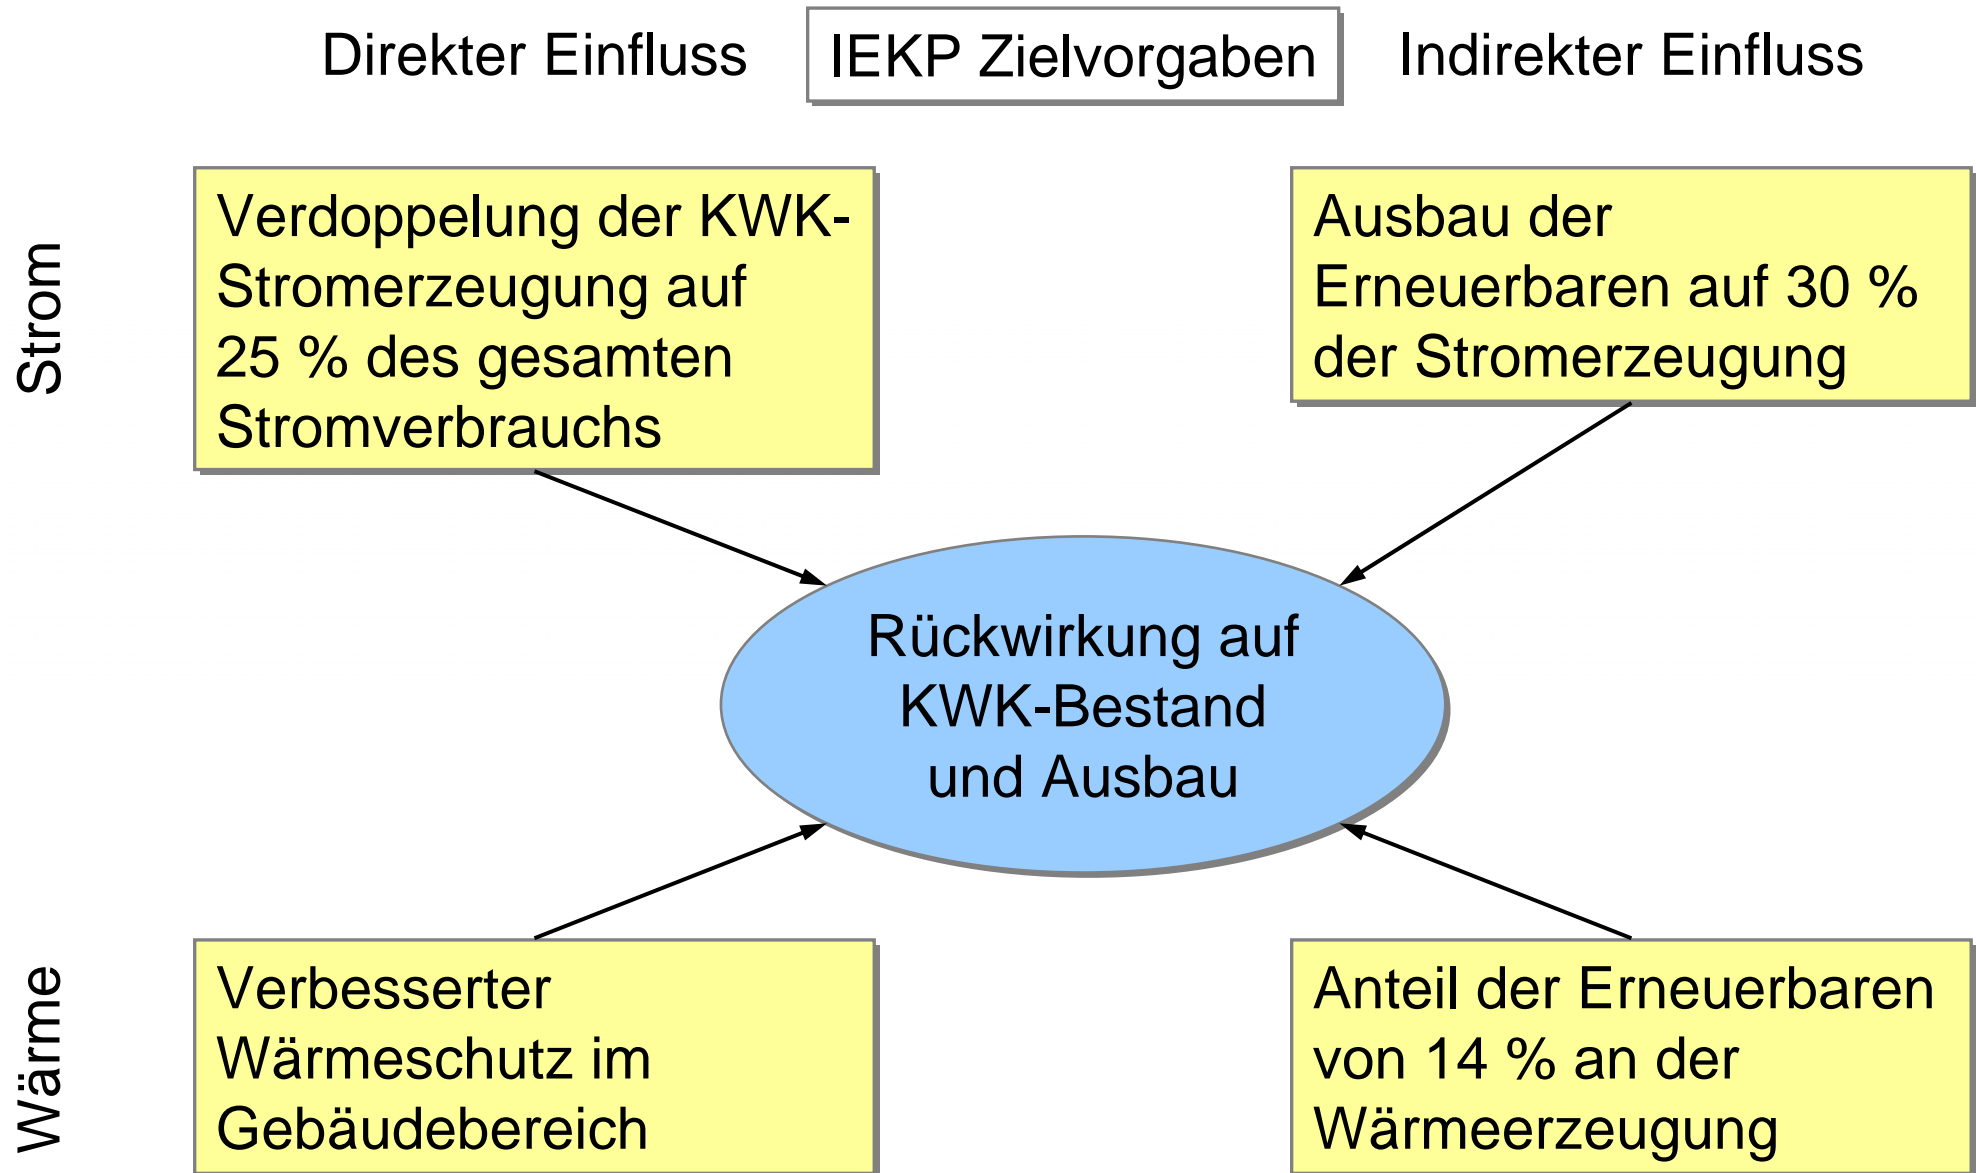 Direkter Einfluss
IEKP Zielvorgaben
Indirekter Einfluss
Strom
Verdoppelung der KWK-
Stromerzeugung auf
25 % des gesamten
Stromverbrauchs
Ausbau der
Erneuerbaren auf 30 %
der Stromerzeugung
Rückwirkung auf
KWK-Bestand
und Ausbau
Wärme
Verbesserter
Wärmeschutz im
Gebäudebereich
Anteil der Erneuerbaren
von 14 % an der
Wärmeerzeugung